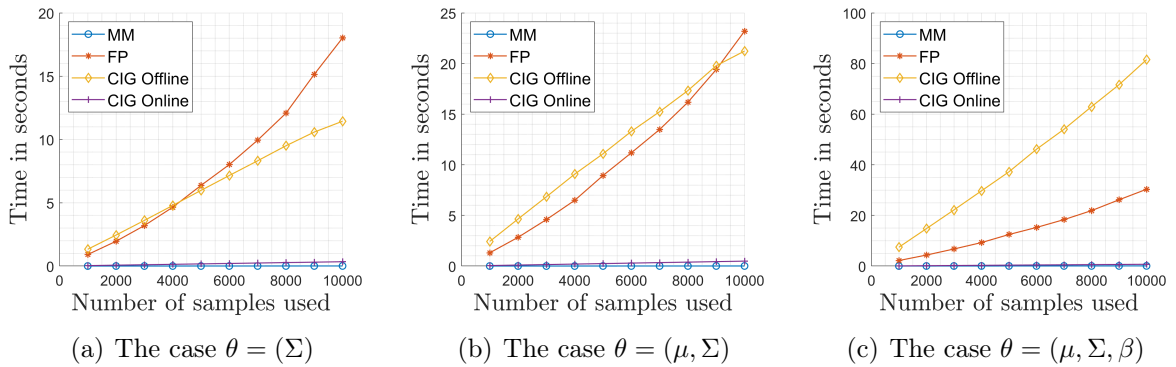 20
15
10
5
0
Time in seconds
MM
FP
CIG Offline
CIG Online
0 2000 4000 6000 8000 10000
Number of samples used
(a) The case θ = (Σ)
25
20
15
10
5
0
Time in seconds
MM
FP
CIG Offline
CIG Online
0 2000 4000 6000 8000 10000
Number of samples used
(b) The case θ = (μ, Σ)
100
80
60
40
20
0
Time in seconds
MM
FP
CIG Offline
CIG Online
0 2000 4000 6000 8000 10000
Number of samples used
(c) The case θ = (μ, Σ, β)